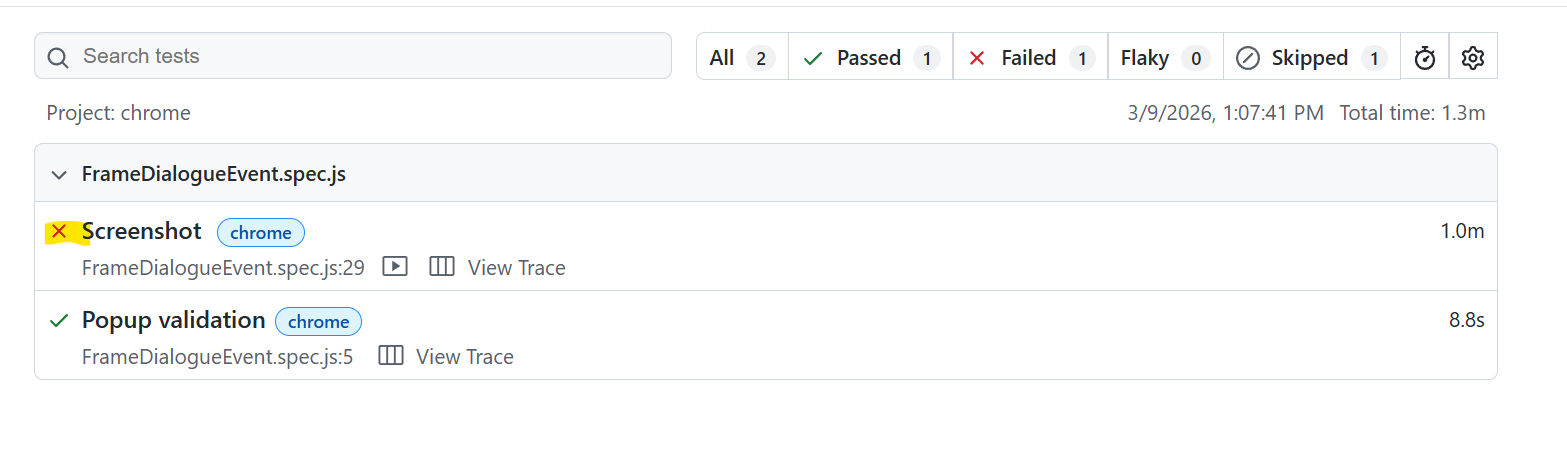 Search tests
All 2 Passed 1 Failed 1 Flaky 0 Skipped 1
Project: chrome 3/9/2026, 1:07:41 PM Total time: 1.3m
FrameDialogueEvent.spec.js
Screenshot chrome 1.0m
FrameDialogueEvent.spec.js:29 View Trace
Popup validation chrome 8.8s
FrameDialogueEvent.spec.js:5 View Trace